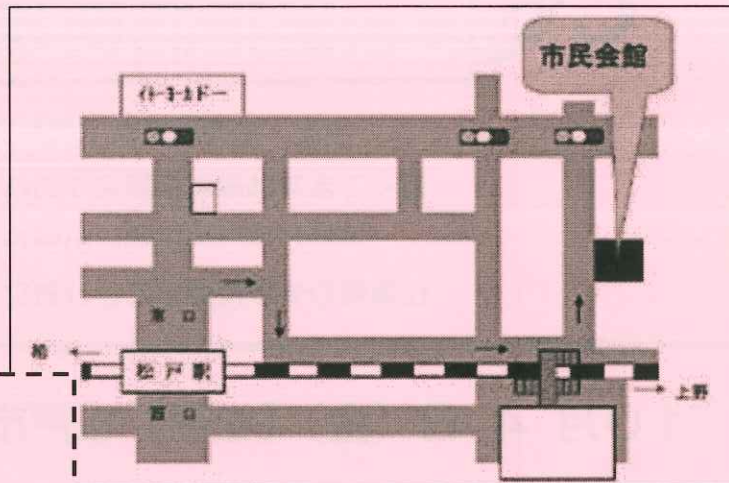 市民会館
イトーヨーカドー
東 口
柏
松 戸 駅
上野
西 口